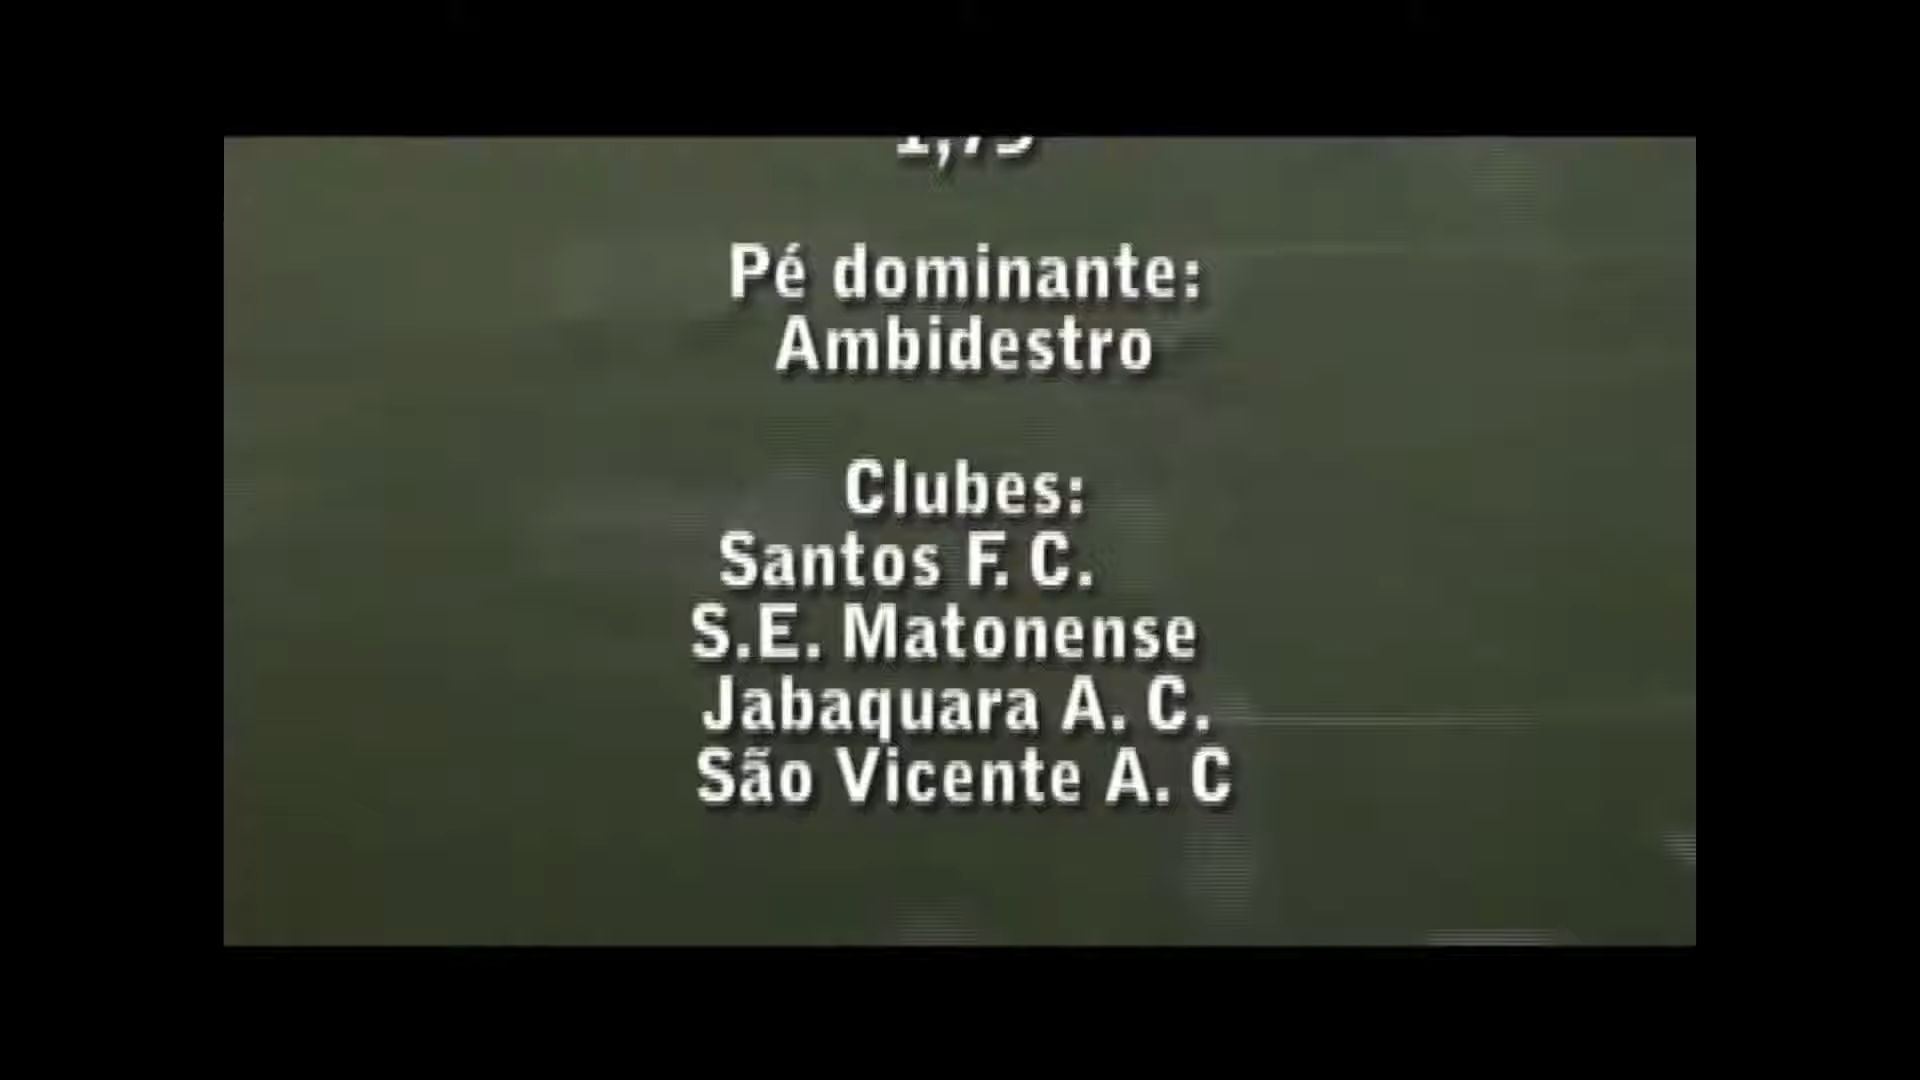 Pé dominante:
Ambidestro
Clubes:
Santos F. C.
S.E. Matonense
Jabaquara A. C.
São Vicente A. C